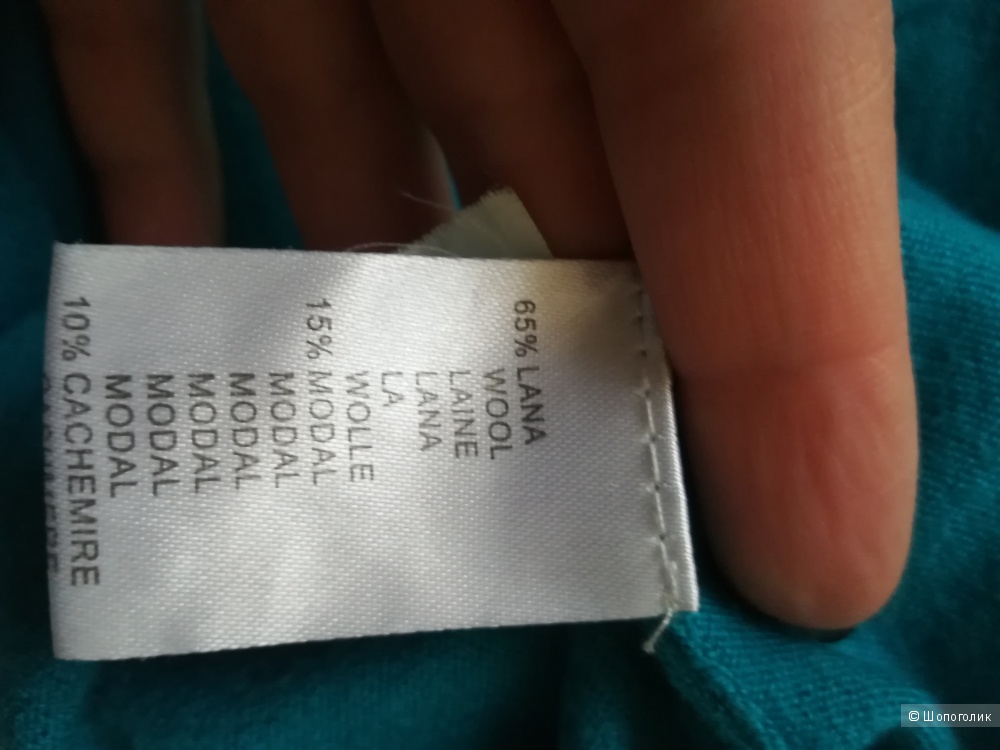 65% LANA
WOOL
LAINE
LANA
LA
WOLLE
15% MODAL
MODAL
MODAL
MODAL
MODAL
MODAL
10% CACHEMIRE
© Шопоголик